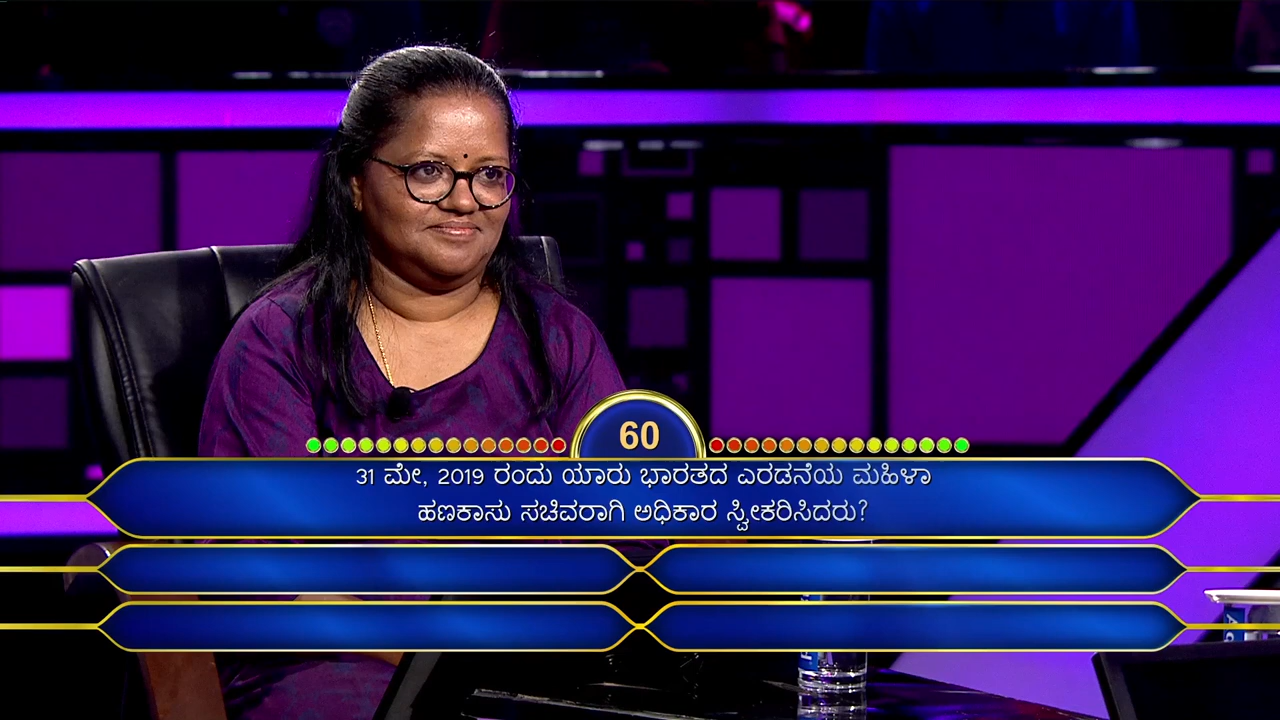 60
31 ಮೇ, 2019 ರಂದು ಯಾರು ಭಾರತದ ಎರಡನೆಯ ಮಹಿಳಾ
ಹಣಕಾಸು ಸಚಿವರಾಗಿ ಅಧಿಕಾರ ಸ್ವೀಕರಿಸಿದರು?